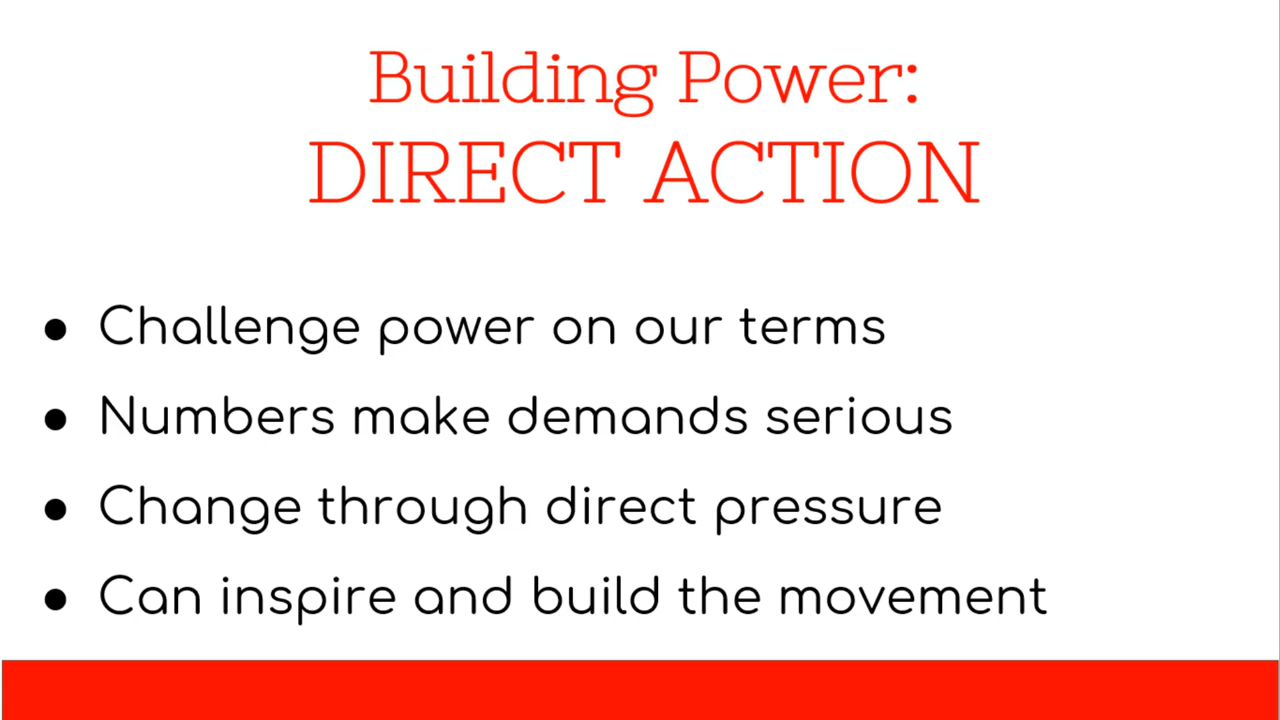 Building Power:
DIRECT ACTION
● Challenge power on our terms
● Numbers make demands serious
● Change through direct pressure
● Can inspire and build the movement